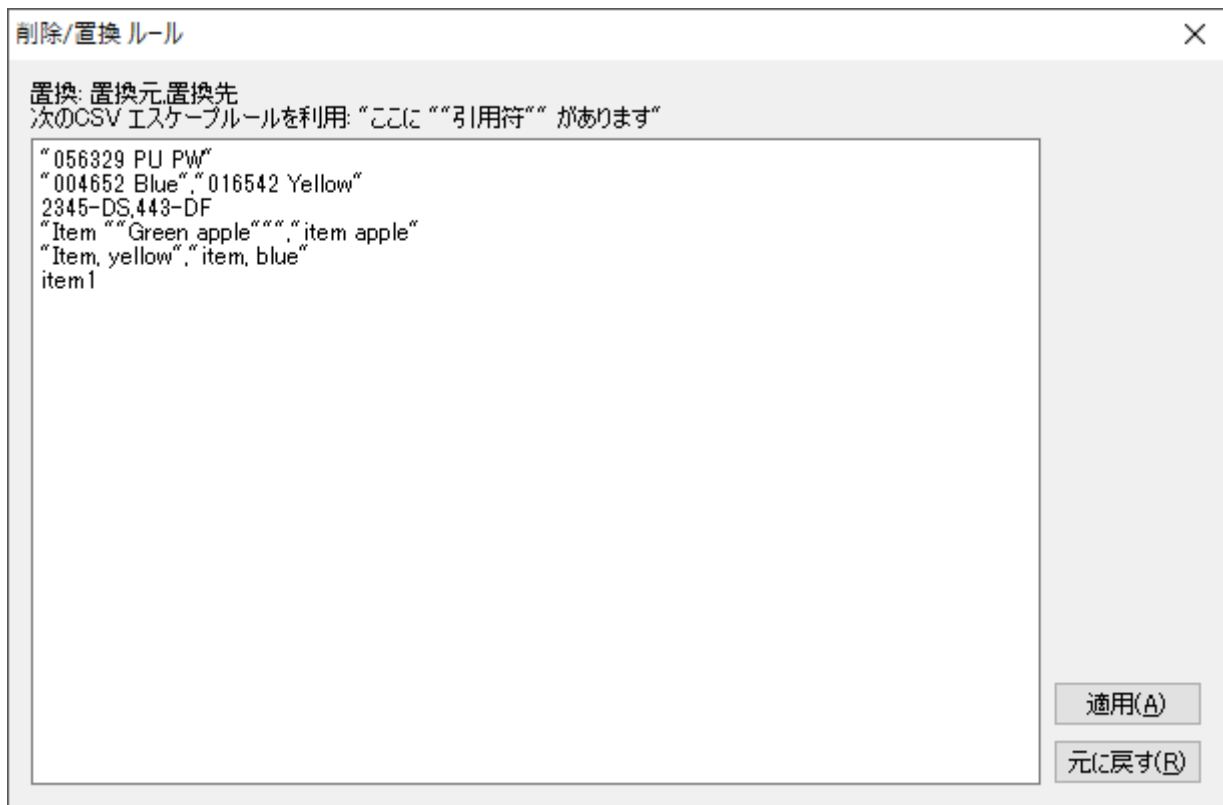 削除/置換 ルール
置換: 置換元,置換先
次のCSV エスケープルールを利用: "ここに ""引用符"" があります"
"056329 PU PW"
"004652 Blue","016542 Yellow"
2345-DS,443-DF
"Item ""Green apple""","item apple"
"Item, yellow","item, blue"
item1
適用(A)
元に戻す(R)